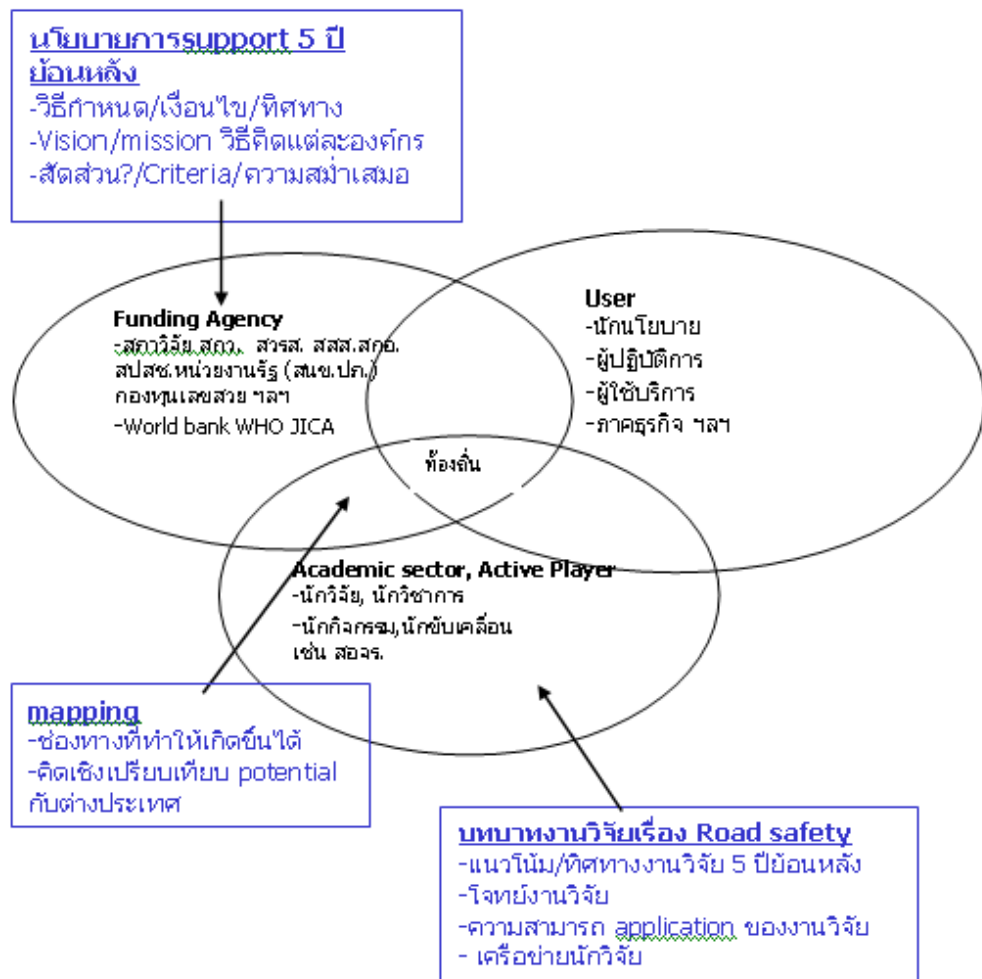 นโยบายการsupport 5 ปี
ย้อนหลัง
-วิธีกำหนด/เงื่อนไข/ทิศทาง
-Vision/mission วิธีคิดแต่ละองค์กร
-สัดส่วน?/Criteria/ความสม่ำเสมอ
Funding Agency
-สภาวิจัย สกว. สวรส. สสส.สกอ.
สปสช.หน่วยงานรัฐ (สนข.ปภ.)
กองทุนเลขสวย ฯลฯ
-World bank WHO JICA
User
-นักนโยบาย
-ผู้ปฏิบัติการ
-ผู้ใช้บริการ
-ภาคธุรกิจ ฯลฯ
ท้องถิ่น
Academic sector, Active Player
-นักวิจัย, นักวิชาการ
-นักกิจกรรม,นักขับเคลื่อน
เช่น สอจร.
mapping
-ช่องทางที่ทำให้เกิดขึ้นได้
-คิดเชิงเปรียบเทียบ potential
กับต่างประเทศ
บทบาทงานวิจัยเรื่อง Road safety
-แนวโน้ม/ทิศทางงานวิจัย 5 ปีย้อนหลัง
-โจทย์งานวิจัย
-ความสามารถ application ของงานวิจัย
- เครือข่ายนักวิจัย